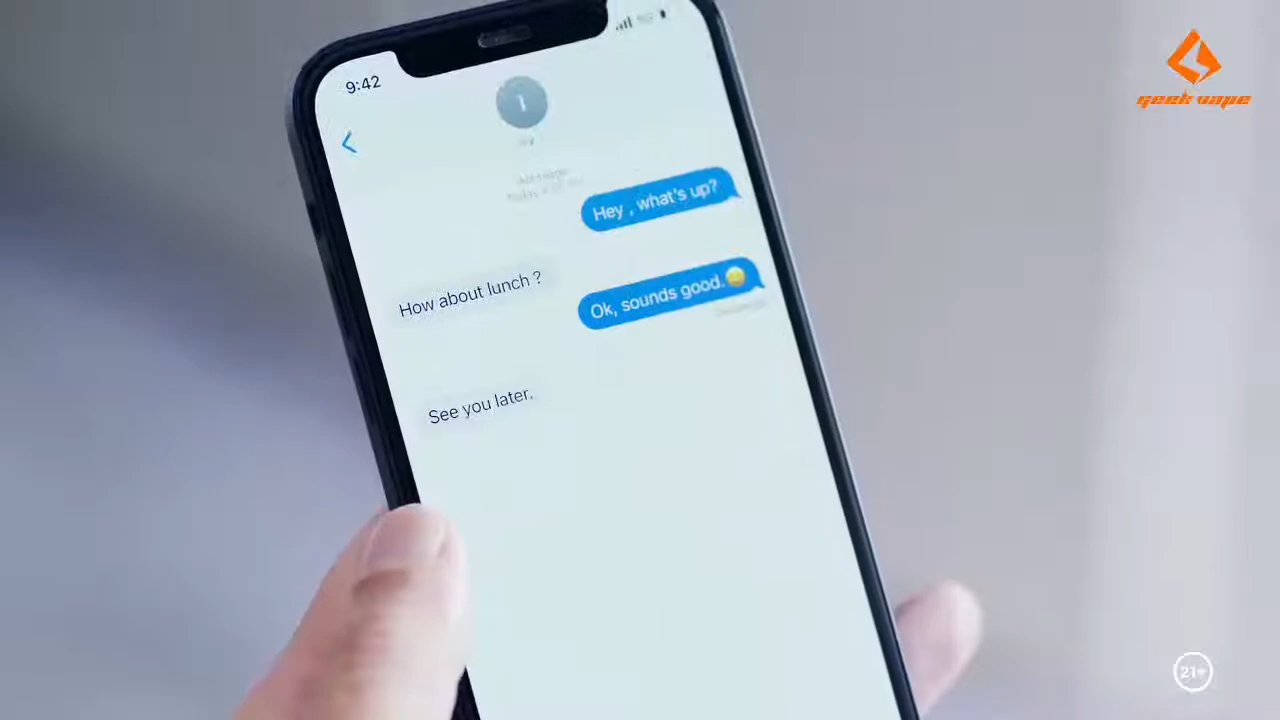 geek vape
9:42
Hey , what's up?
How about lunch ?
Ok, sounds good.😄
See you later.
21+